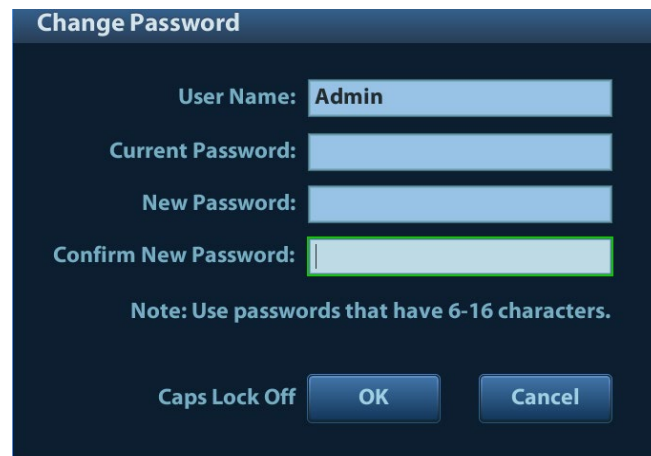 Change Password
User Name: Admin
Current Password:
New Password:
Confirm New Password:
Note: Use passwords that have 6-16 characters.
Caps Lock Off OK Cancel